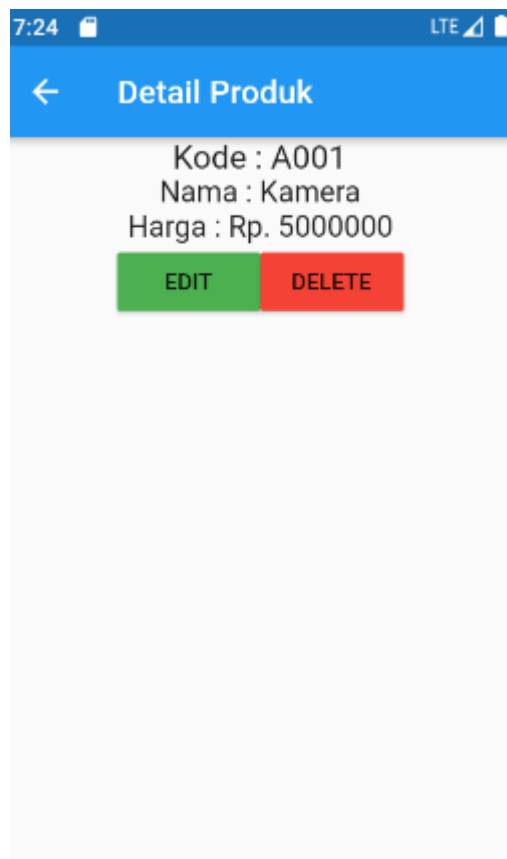 7:24 LTE
Detail Produk
Kode : A001
Nama : Kamera
Harga : Rp. 5000000
EDIT DELETE